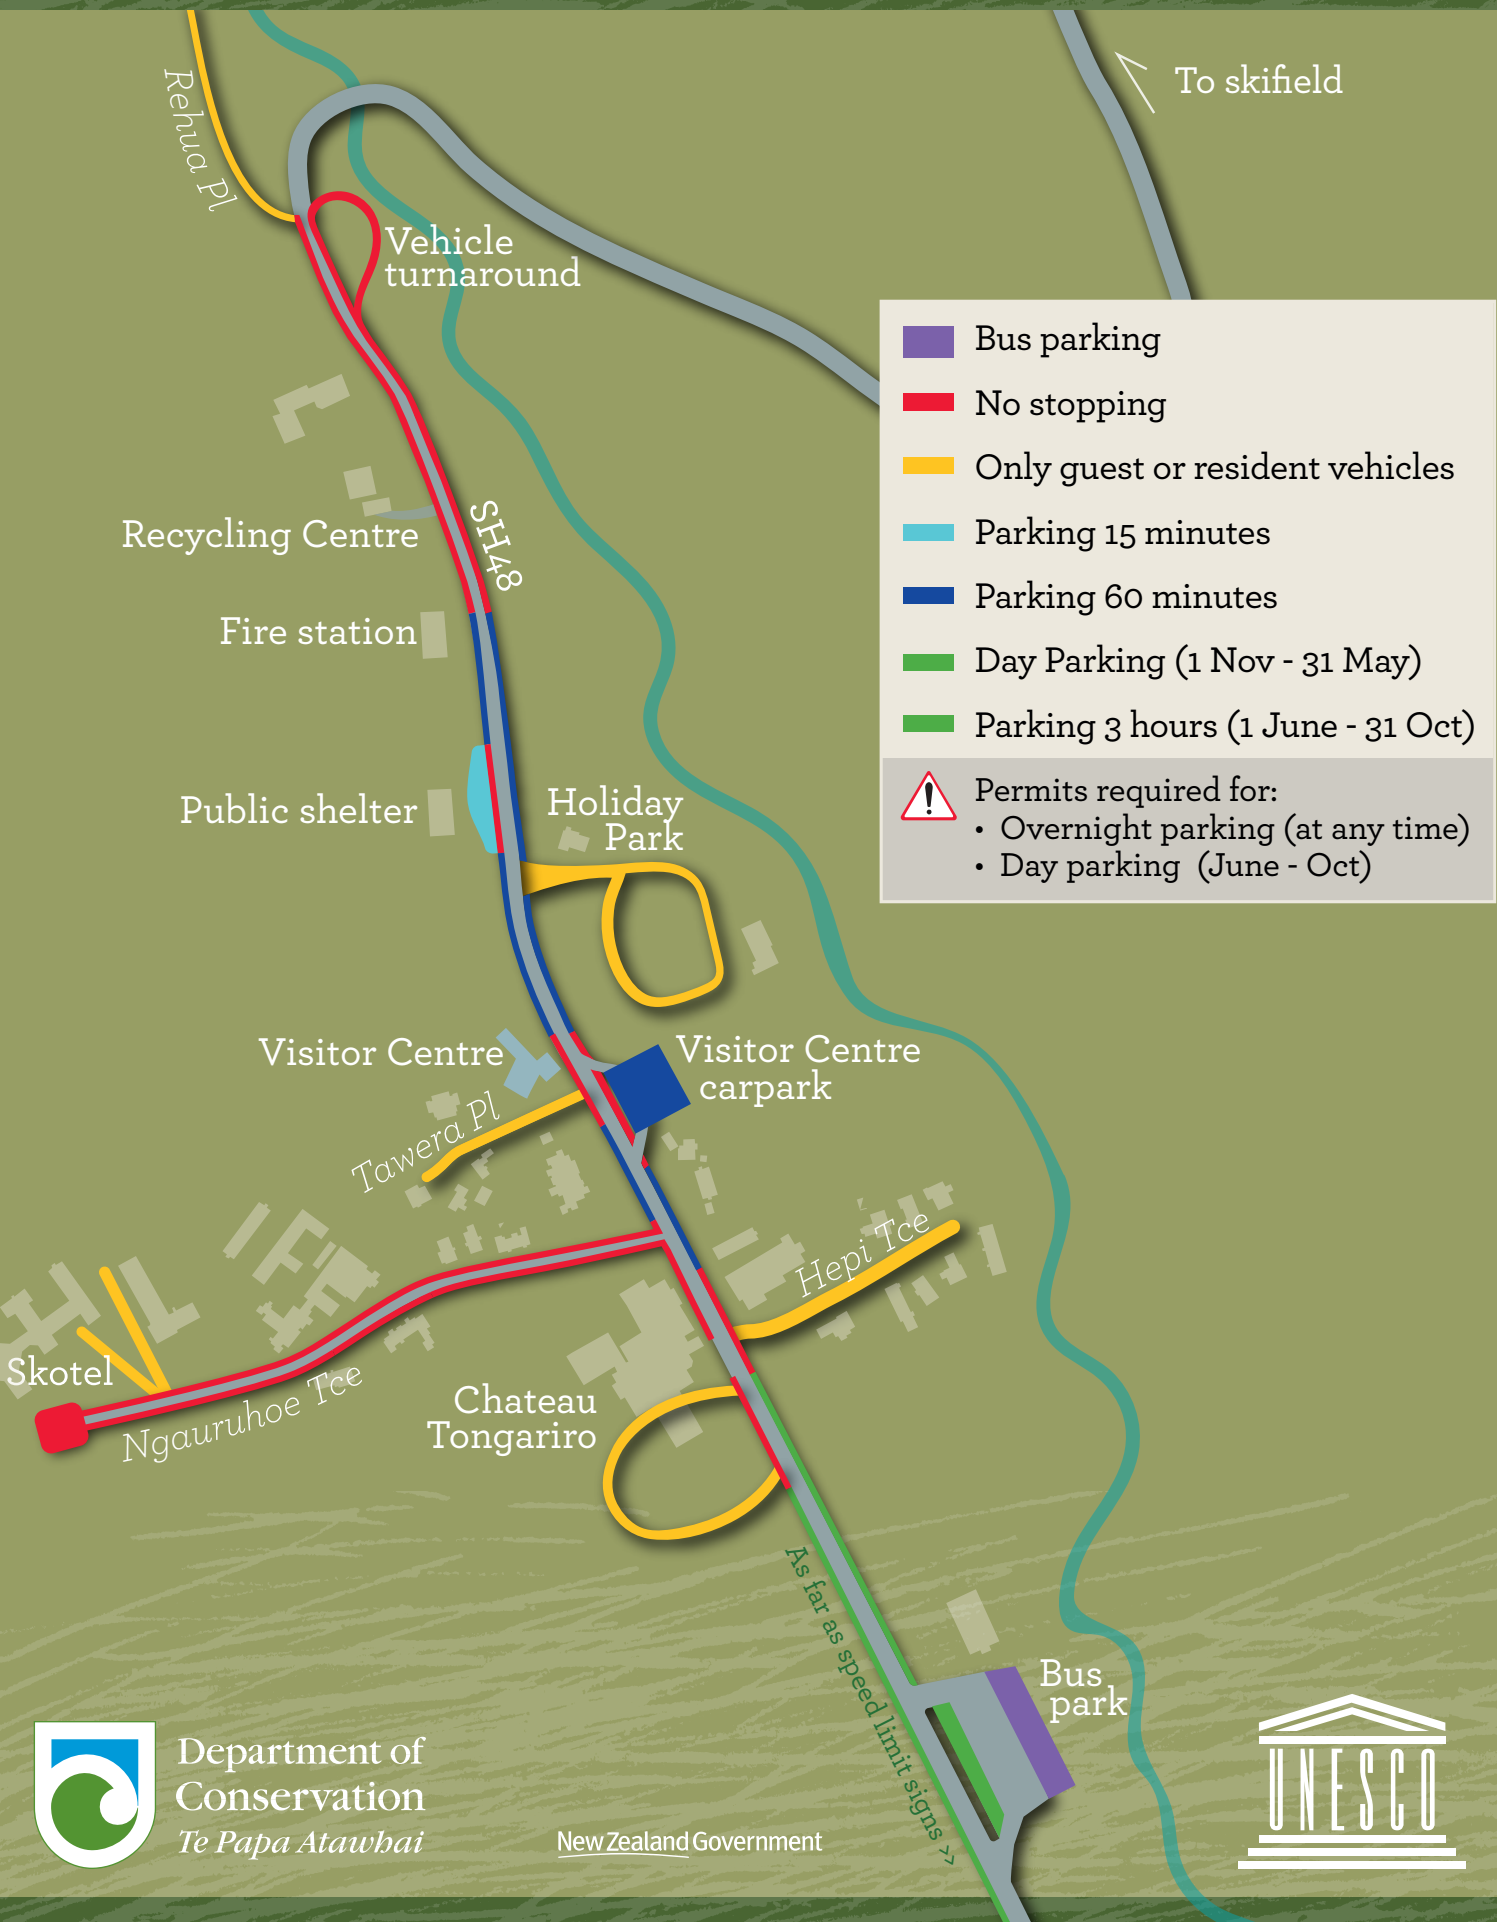 Rehua Pl
To skifield
Vehicle
turnaround
Bus parking
No stopping
Only guest or resident vehicles
Parking 15 minutes
Parking 60 minutes
Day Parking (1 Nov - 31 May)
Parking 3 hours (1 June - 31 Oct)
Permits required for:
• Overnight parking (at any time)
• Day parking (June - Oct)
Recycling Centre
SH48
Fire station
Public shelter
Holiday
Park
Visitor Centre
Visitor Centre
carpark
Tawera Pl
Hepi Tce
Skotel
Ngauruhoe Tce
Chateau
Tongariro
As far as speed limit signs >>
Bus
park
Department of
Conservation
Te Papa Atawhai
New Zealand Government
UNESCO